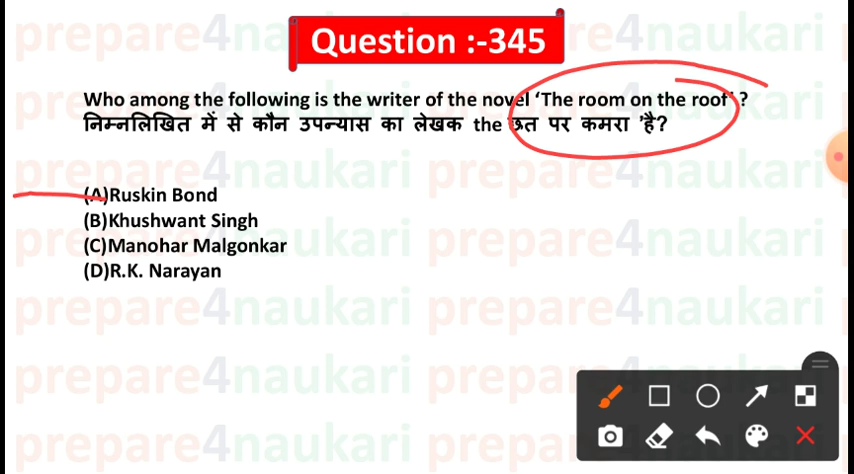 Question :-345
Who among the following is the writer of the novel ‘The room on the roof’ ?
निम्नलिखित में से कौन उपन्यास का लेखक the छत पर कमरा ’है?
(A)Ruskin Bond
(B)Khushwant Singh
(C)Manohar Malgonkar
(D)R.K. Narayan
prepare4naukari